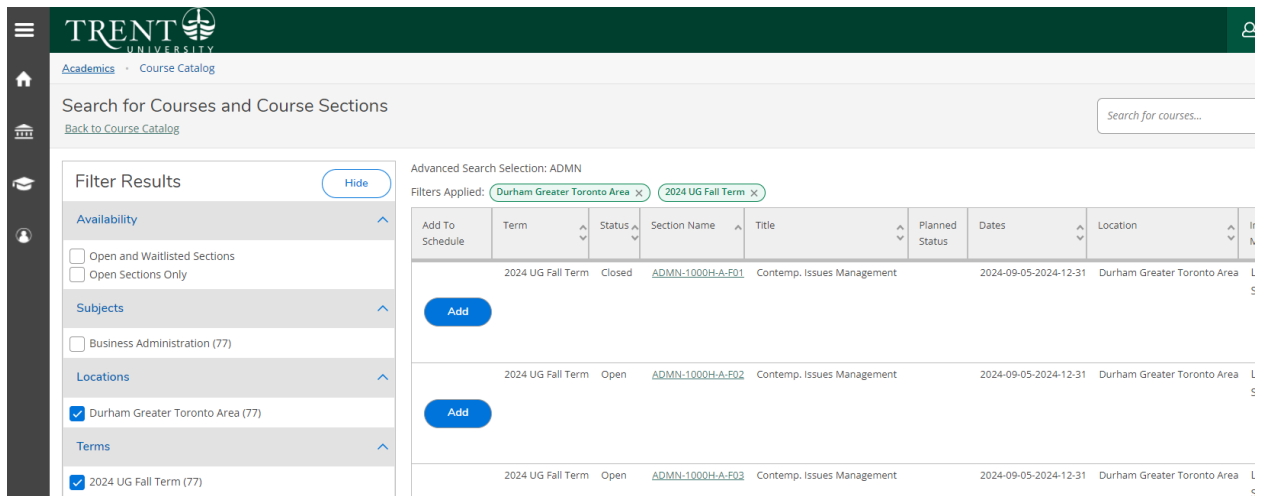 TRENT
UNIVERSITY
Academics · Course Catalog
Search for Courses and Course Sections
Back to Course Catalog
Search for courses...
Filter Results
Hide
Availability
Open and Waitlisted Sections
Open Sections Only
Subjects
Business Administration (77)
Locations
Durham Greater Toronto Area (77)
Terms
2024 UG Fall Term (77)
Advanced Search Selection: ADMN
Filters Applied: Durham Greater Toronto Area × 2024 UG Fall Term ×
Add To Schedule Term Status Section Name Title Planned Status Dates Location
2024 UG Fall Term Closed ADMN-1000H-A-F01 Contemp. Issues Management 2024-09-05-2024-12-31 Durham Greater Toronto Area L
S
Add
2024 UG Fall Term Open ADMN-1000H-A-F02 Contemp. Issues Management 2024-09-05-2024-12-31 Durham Greater Toronto Area L
S
Add
2024 UG Fall Term Open ADMN-1000H-A-F03 Contemp. Issues Management 2024-09-05-2024-12-31 Durham Greater Toronto Area L